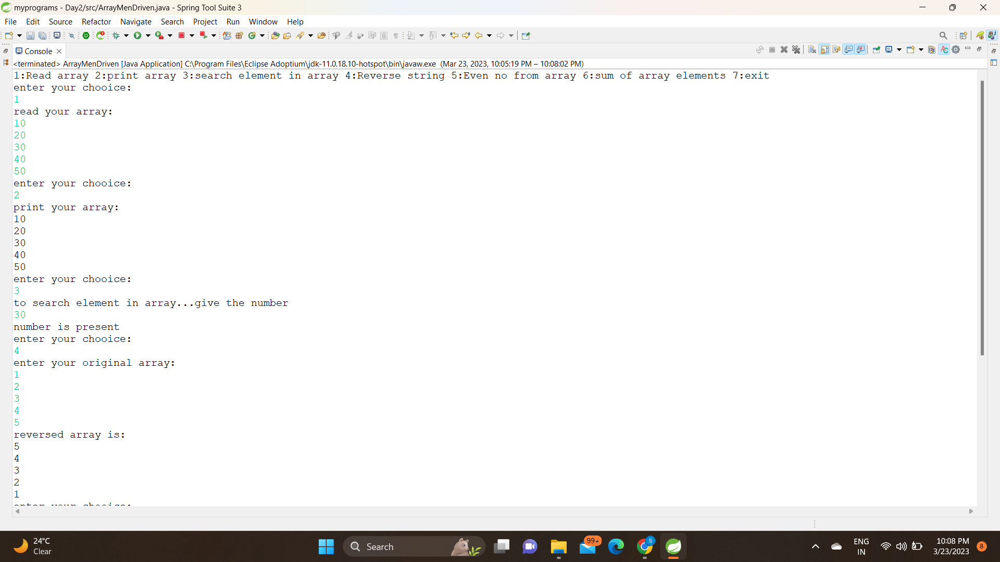 myprograms - Day2/src/ArrayMenDriven.java - Spring Tool Suite 3
File Edit Source Refactor Navigate Search Project Run Window Help
Console
<terminated> ArrayMenDriven [Java Application] C:\Program Files\Eclipse Adoptium\jdk-11.0.18.10-hotspot\bin\javaw.exe (Mar 23, 2023, 10:05:19 PM – 10:08:02 PM)
1:Read array 2:print array 3:search element in array 4:Reverse string 5:Even no from array 6:sum of array elements 7:exit
enter your chooice:
1
read your array:
10
20
30
40
50
enter your chooice:
2
print your array:
10
20
30
40
50
enter your chooice:
3
to search element in array...give the number
30
number is present
enter your chooice:
4
enter your original array:
1
2
3
4
5
reversed array is:
5
4
3
2
1
enter your chooice:
24°C
Clear
Search
99+
S
ENG
IN
10:08 PM
3/23/2023
8